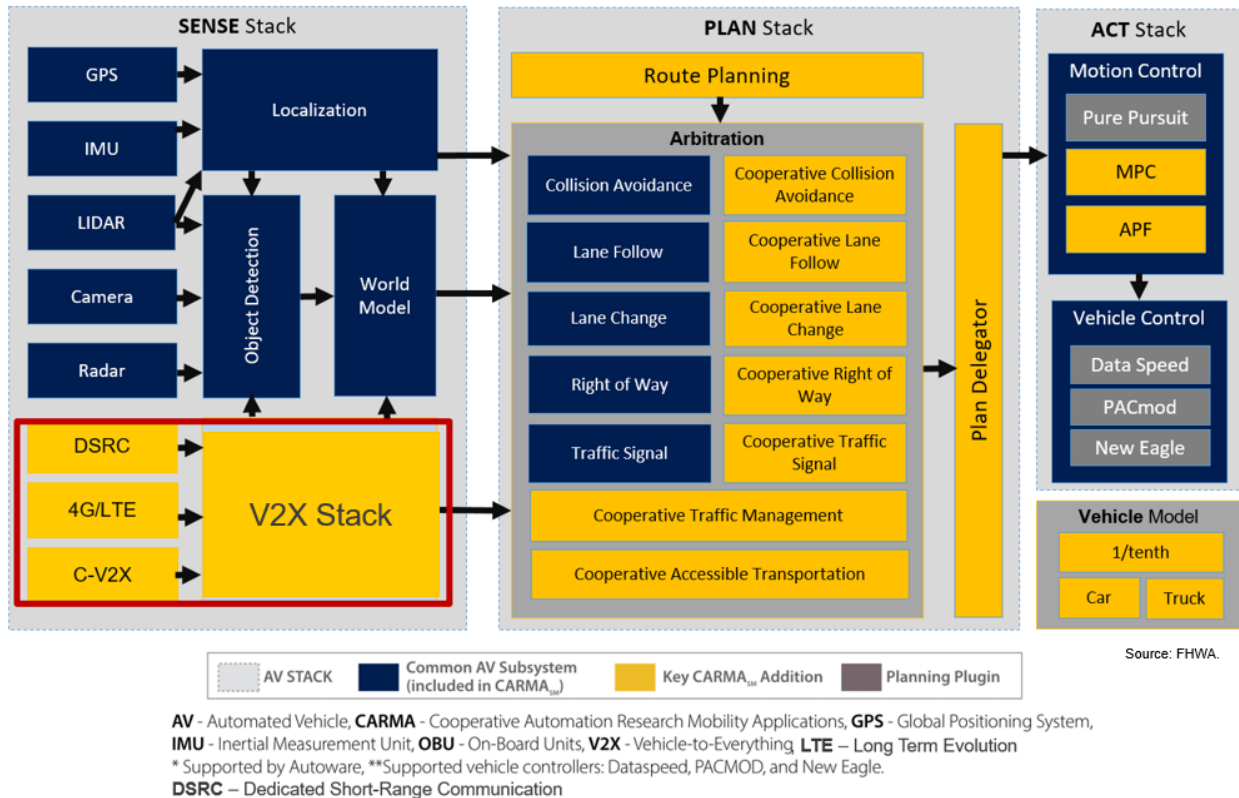 SENSE Stack
GPS
IMU
LIDAR
Camera
Radar
DSRC
4G/LTE
C-V2X
Localization
Object Detection
World
Model
V2X Stack
PLAN Stack
Route Planning
Arbitration
Collision Avoidance
Cooperative Collision
Avoidance
Lane Follow
Cooperative Lane
Follow
Lane Change
Cooperative Lane
Change
Right of Way
Cooperative Right of
Way
Traffic Signal
Cooperative Traffic
Signal
Cooperative Traffic Management
Cooperative Accessible Transportation
Plan Delegator
ACT Stack
Motion Control
Pure Pursuit
MPC
APF
Vehicle Control
Data Speed
PACmod
New Eagle
Vehicle Model
1/tenth
Car
Truck
Source: FHWA.
AV STACK
Common AV Subsystem
(included in CARMA℠)
Key CARMA℠ Addition
Planning Plugin
AV - Automated Vehicle, CARMA - Cooperative Automation Research Mobility Applications, GPS - Global Positioning System,
IMU - Inertial Measurement Unit, OBU - On-Board Units, V2X - Vehicle-to-Everything, LTE – Long Term Evolution
* Supported by Autoware, **Supported vehicle controllers: Dataspeed, PACMOD, and New Eagle.
DSRC – Dedicated Short-Range Communication